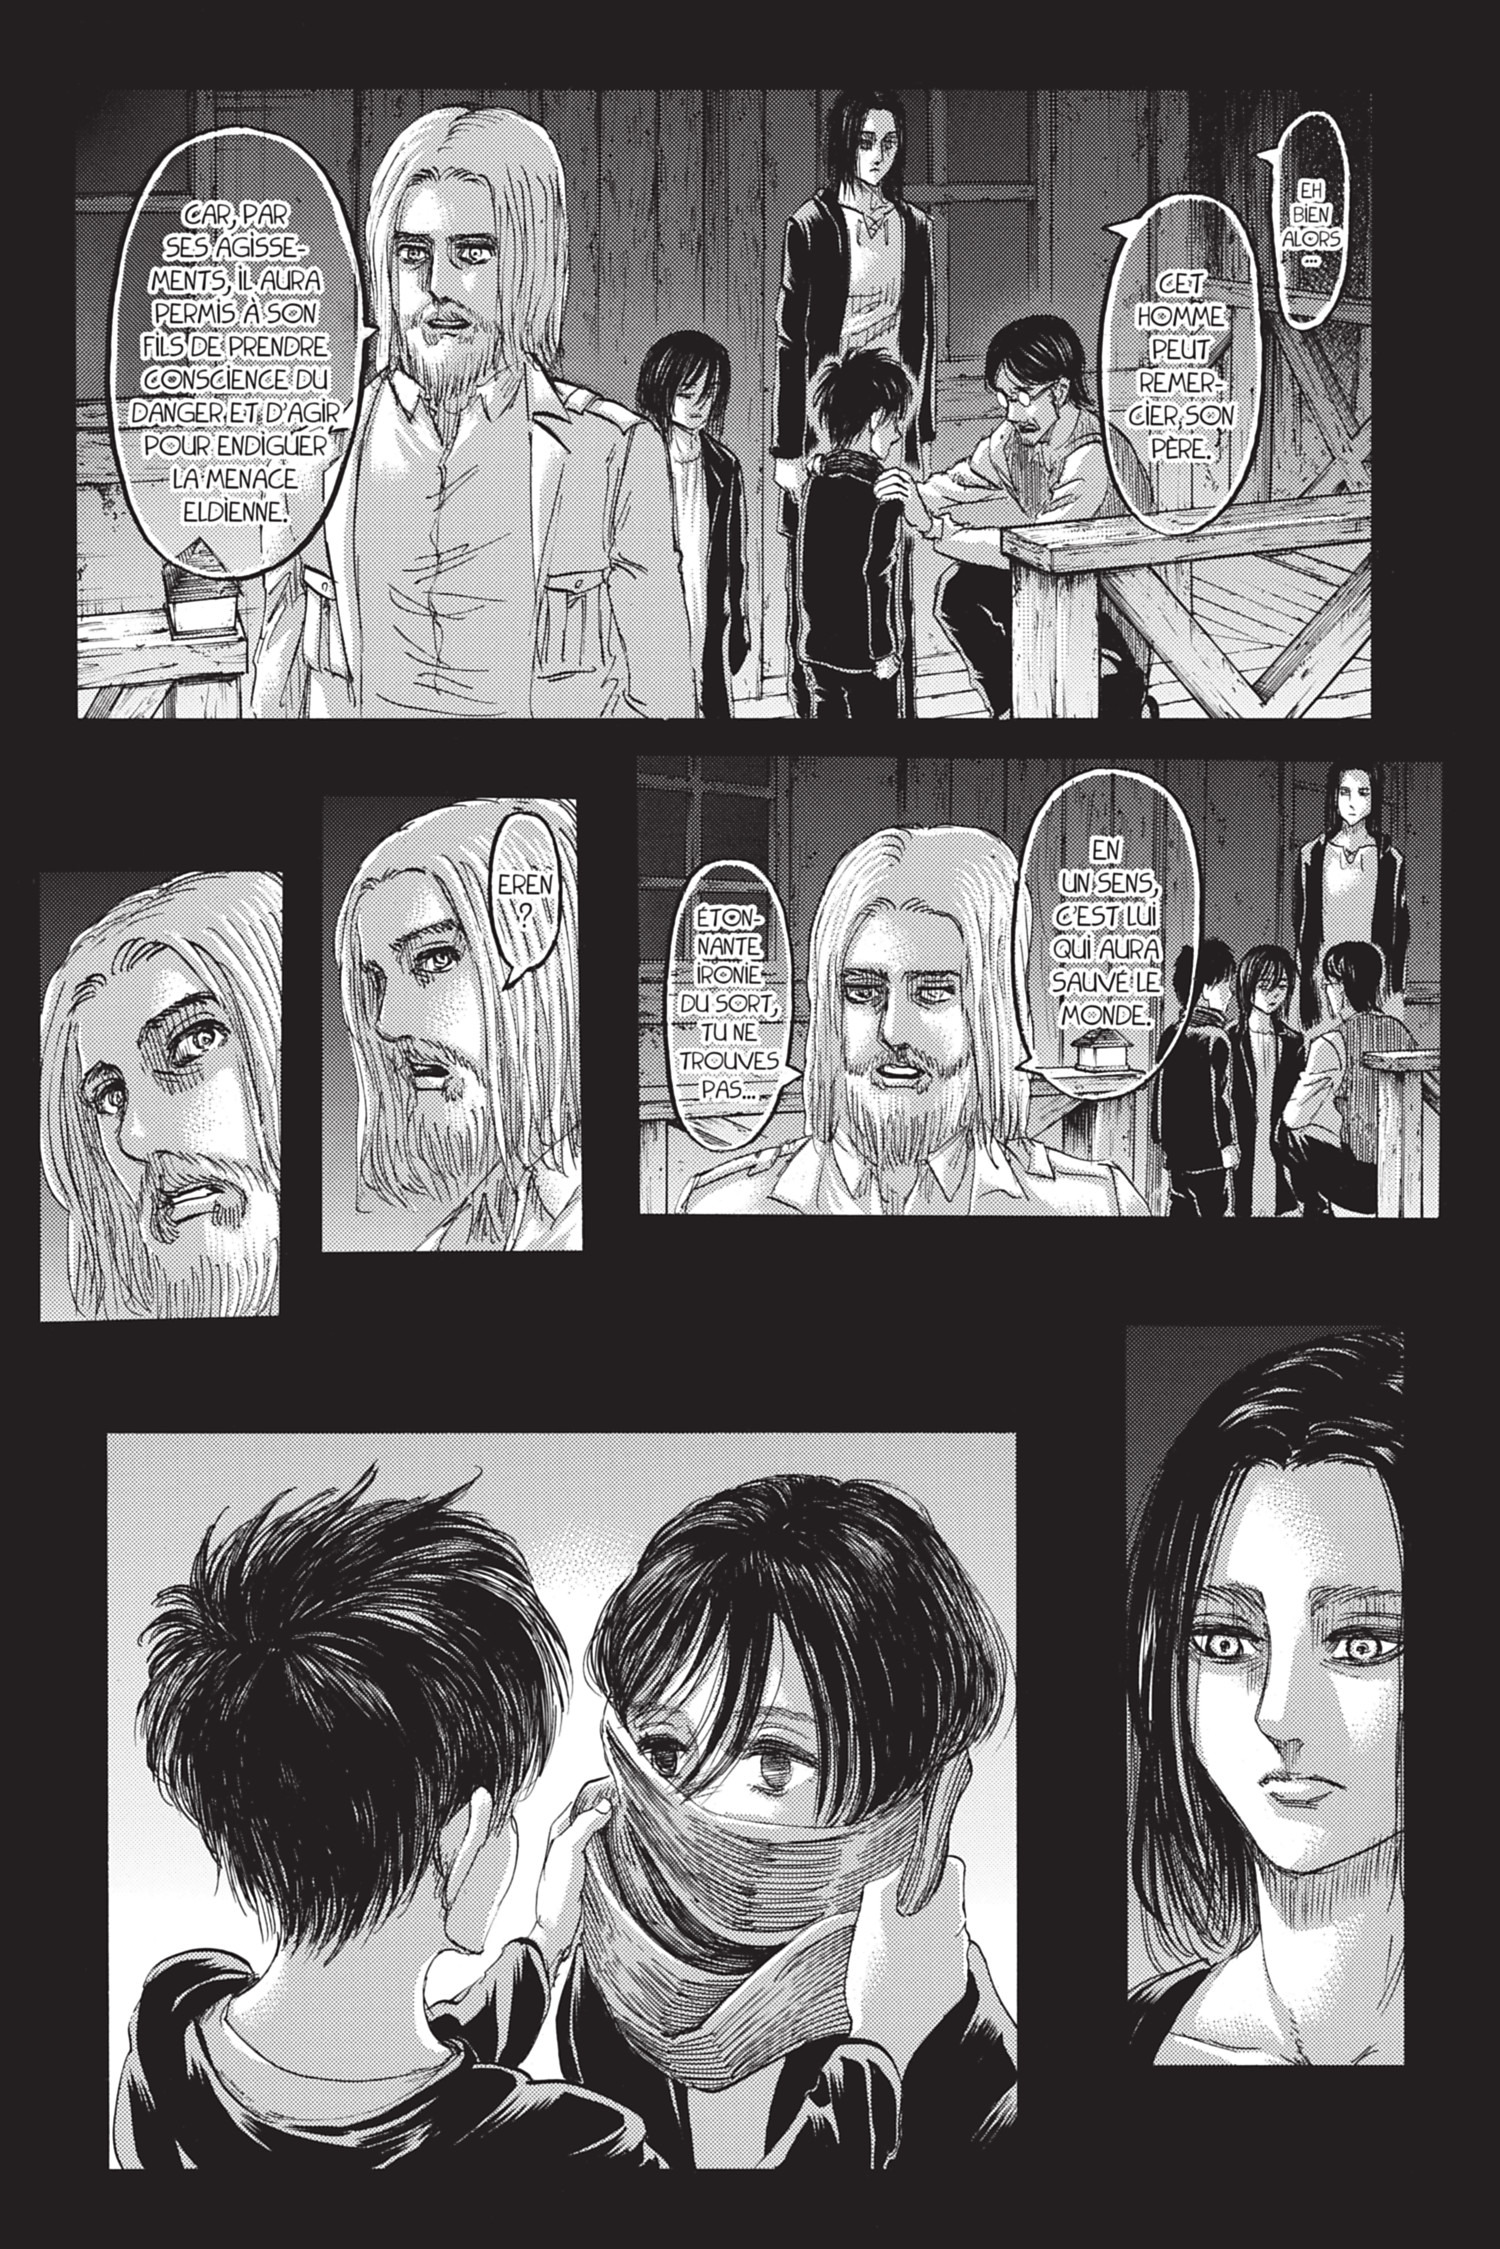 EH
BIEN
ALORS
...
CET
HOMME
PEUT
REMER-
CIER SON
PÈRE.
CAR, PAR
SES AGISSE-
MENTS, IL AURA
PERMIS À SON
FILS DE PRENDRE
CONSCIENCE DU
DANGER ET D'AGIR
POUR ENDIGUER
LA MENACE
ELDIENNE.
EN
UN SENS,
C'EST LUI
QUI AURA
SAUVÉ LE
MONDE.
ÉTON-
NANTE
IRONIE
DU SORT,
TU NE
TROUVES
PAS...
EREN
?